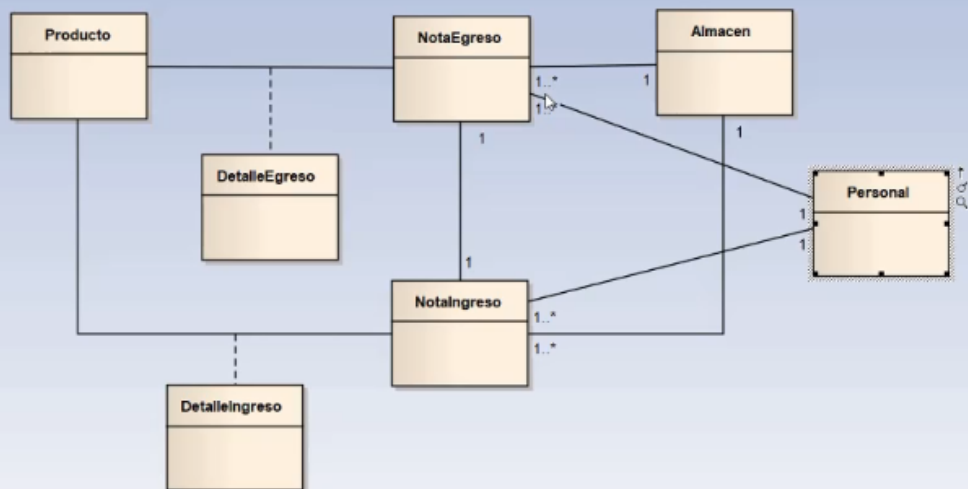 Producto
NotaEgreso
Almacen
1..*
1
1..
1
1
DetalleEgreso
Personal
1
1
1
NotaIngreso
1..*
1..*
DetalleIngreso